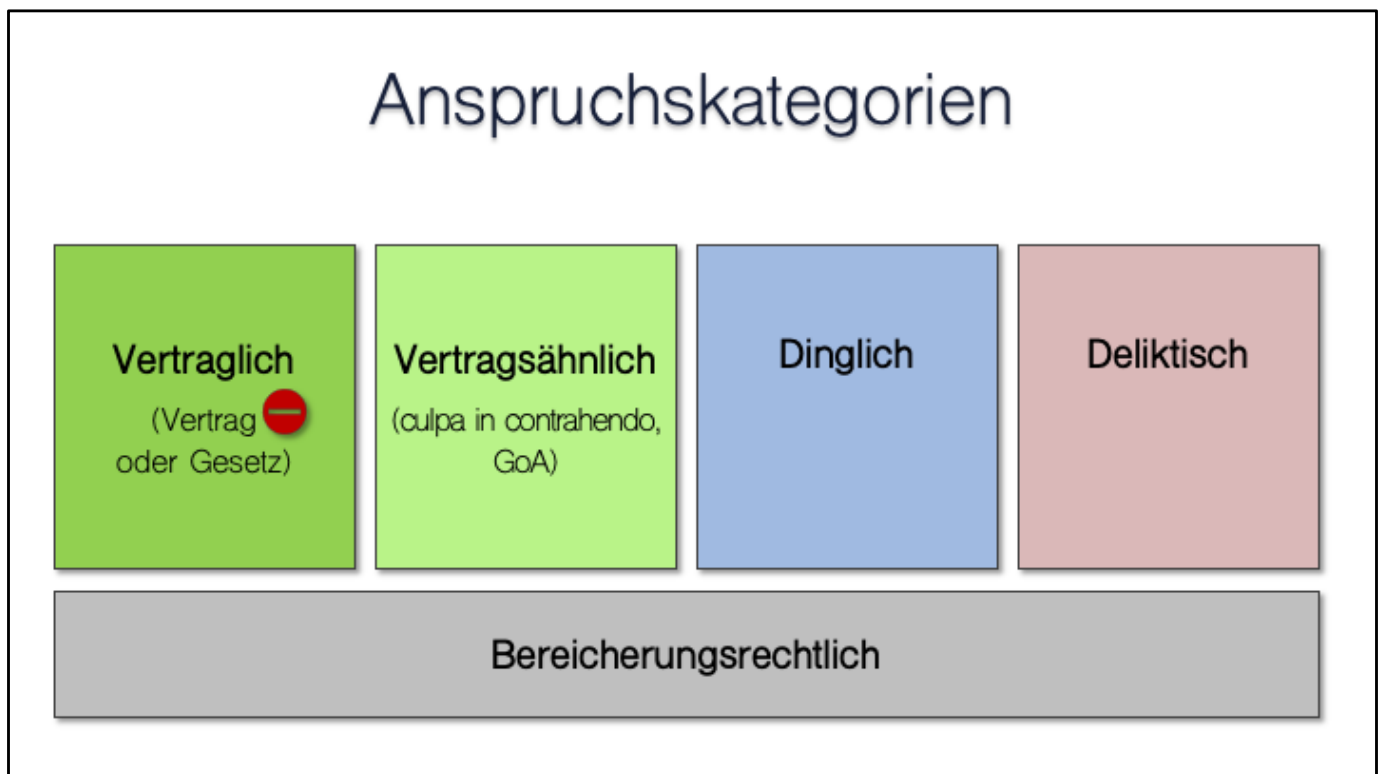 Anspruchskategorien
Vertraglich
(Vertrag
oder Gesetz)
Vertragsähnlich
(culpa in contrahendo,
GoA)
Dinglich
Deliktisch
Bereicherungsrechtlich